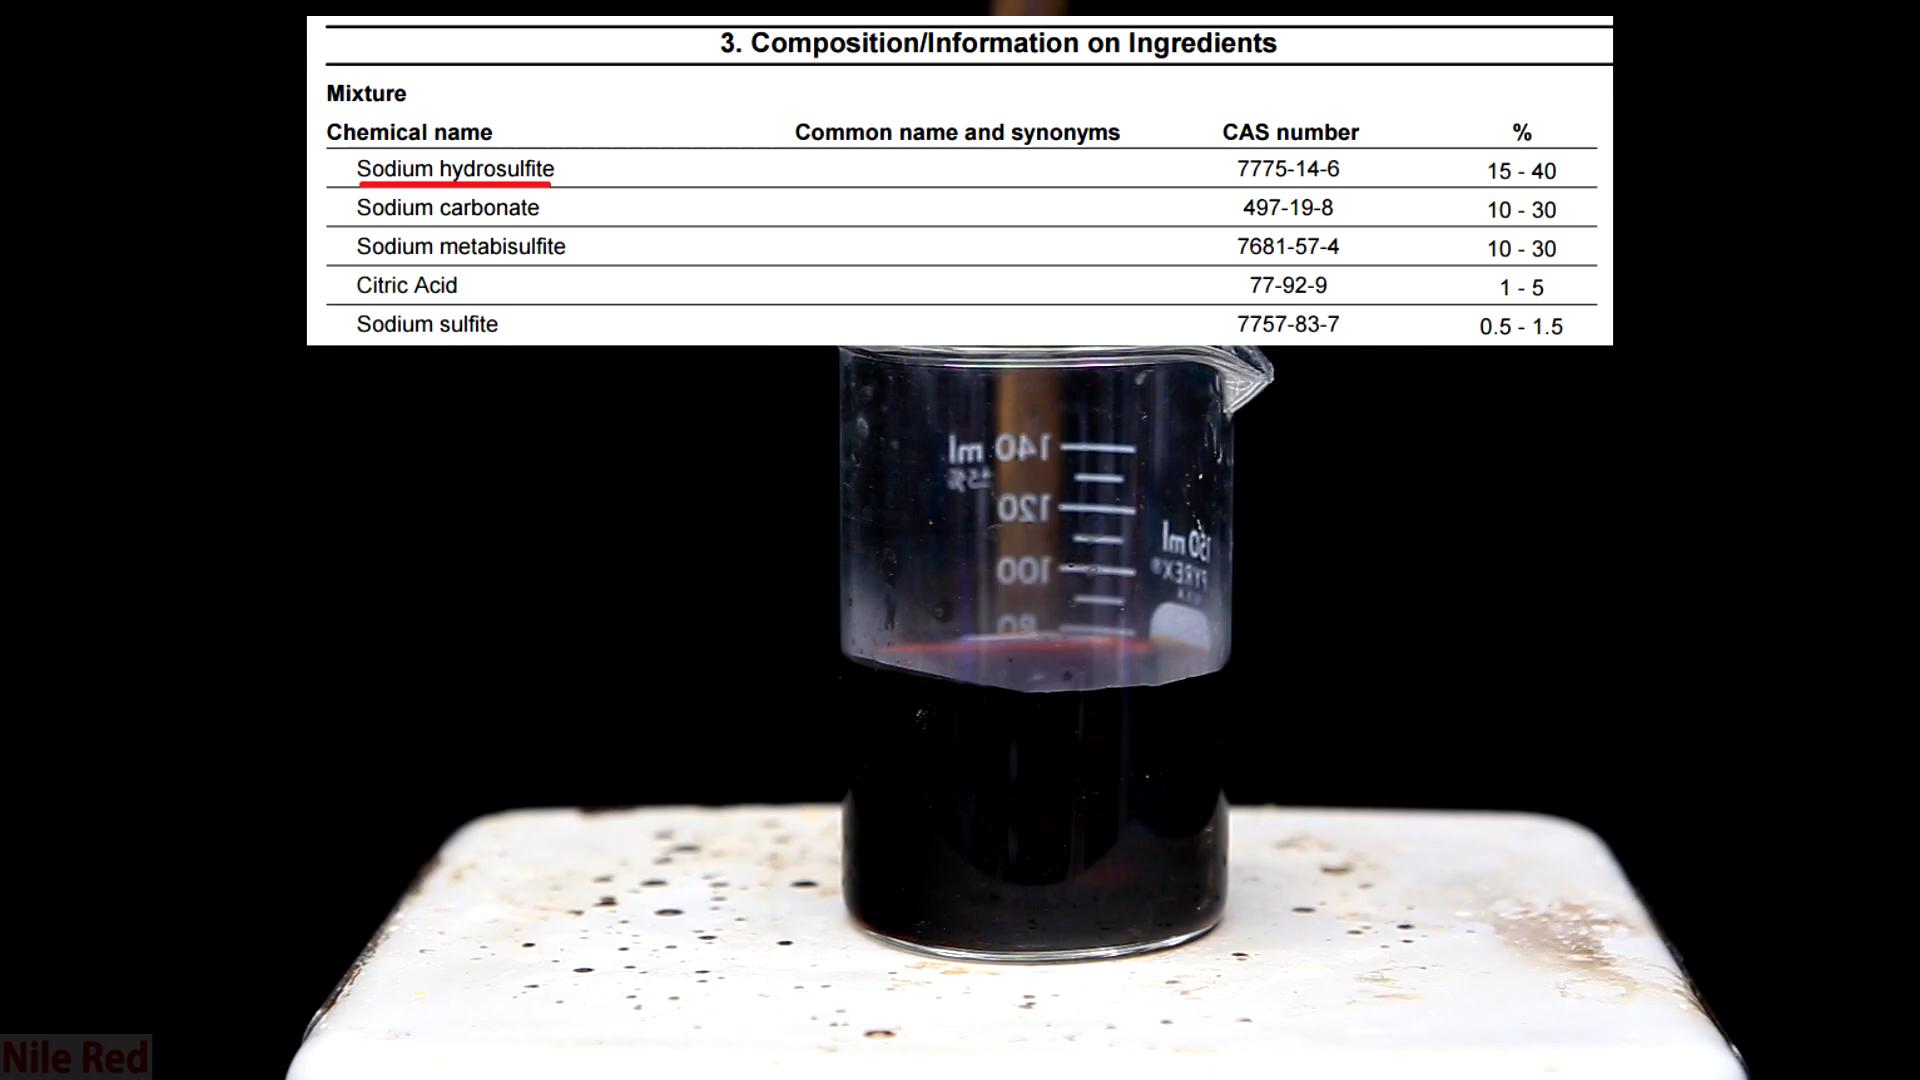 3. Composition/Information on Ingredients
Mixture
Chemical name Common name and synonyms CAS number %
Sodium hydrosulfite 7775-14-6 15 - 40
Sodium carbonate 497-19-8 10 - 30
Sodium metabisulfite 7681-57-4 10 - 30
Citric Acid 77-92-9 1 - 5
Sodium sulfite 7757-83-7 0.5 - 1.5
140 ml
±5%
120
150 ml
100
PYREX®
USA
80
Nile Red